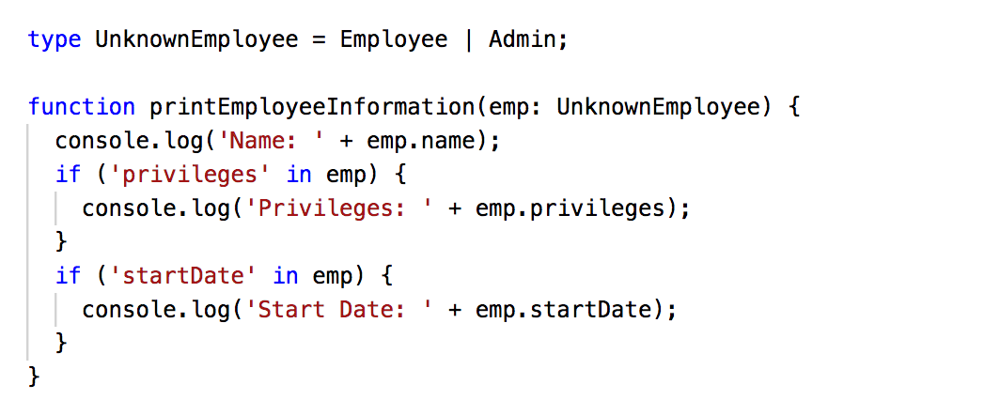 type UnknownEmployee = Employee | Admin;

function printEmployeeInformation(emp: UnknownEmployee) {
  console.log('Name: ' + emp.name);
  if ('privileges' in emp) {
    console.log('Privileges: ' + emp.privileges);
  }
  if ('startDate' in emp) {
    console.log('Start Date: ' + emp.startDate);
  }
}